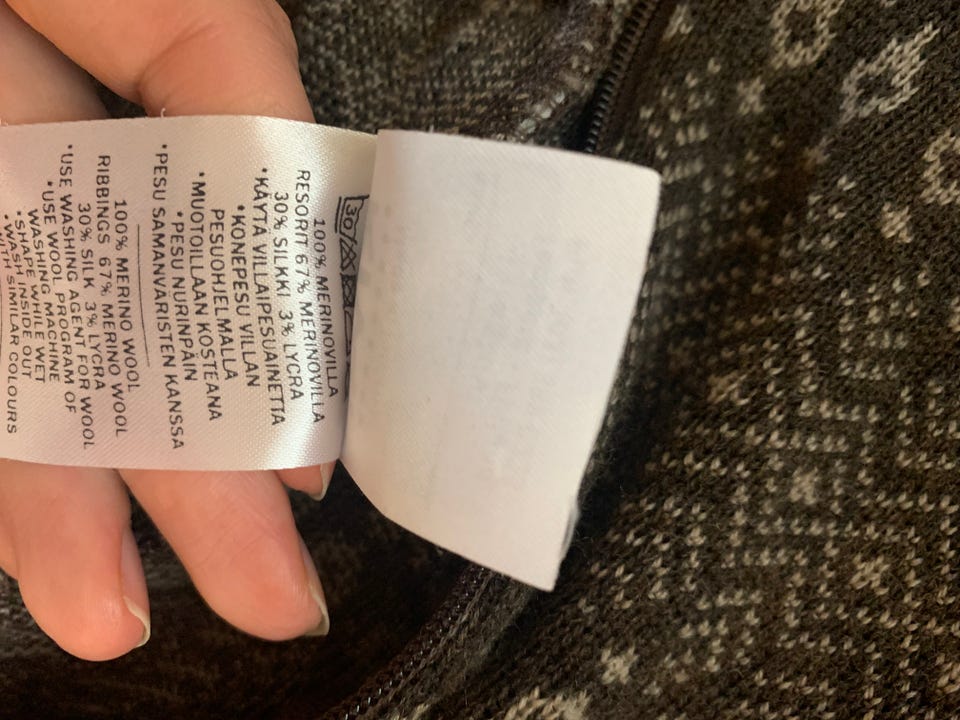 30
100% MERINOVILLA
RESORIT 67% MERINOVILLA
30% SILKKI 3% LYCRA
•KÄYTÄ VILLAPESUAINETTA
•KONEPESU VILLAN
PESUOHJELMALLA
•MUOTOILLAAN KOSTEANA
•PESU NURINPÄIN
•PESU SAMANVÄRISTEN KANSSA
100% MERINO WOOL
RIBBINGS 67% MERINO WOOL
30% SILK 3% LYCRA
•USE WASHING AGENT FOR WOOL
•USE WOOL PROGRAM OF
WASHING MACHINE
•SHAPE WHILE WET
•WASH INSIDE OUT
•WASH WITH SIMILAR COLOURS